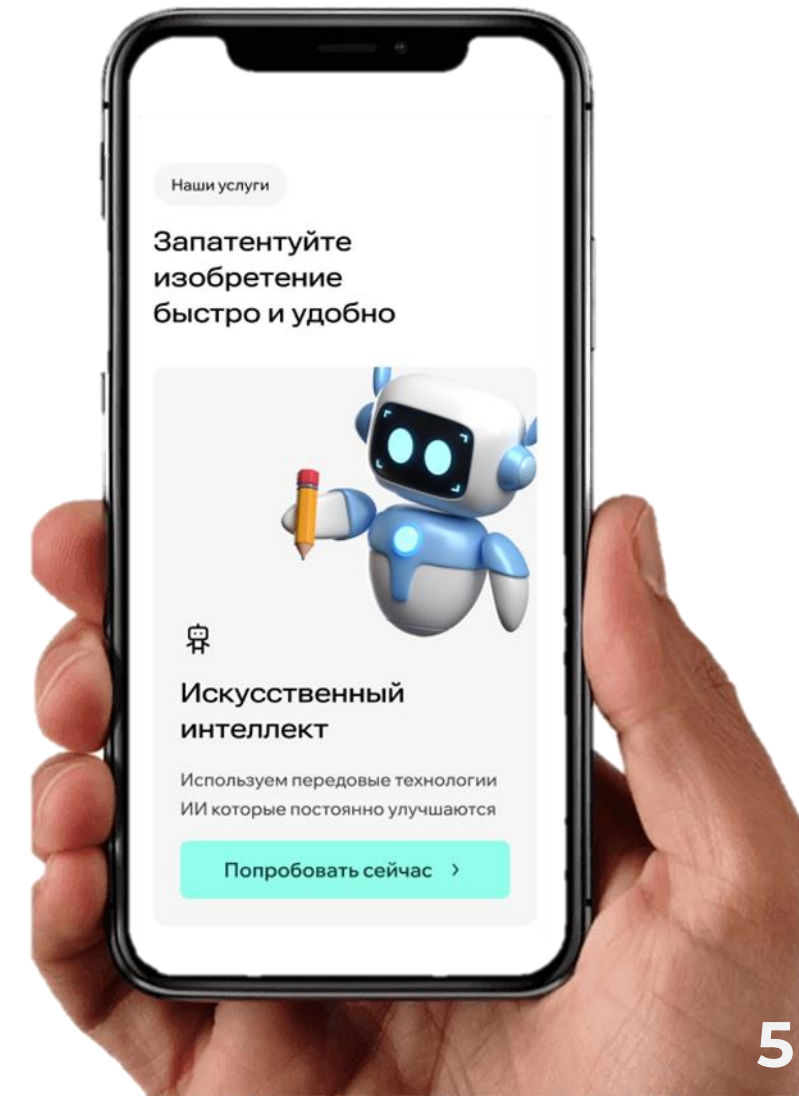 Наши услуги
Запатентуйте
изобретение
быстро и удобно
Искусственный
интеллект
Используем передовые технологии
ИИ которые постоянно улучшаются
Попробовать сейчас >
5